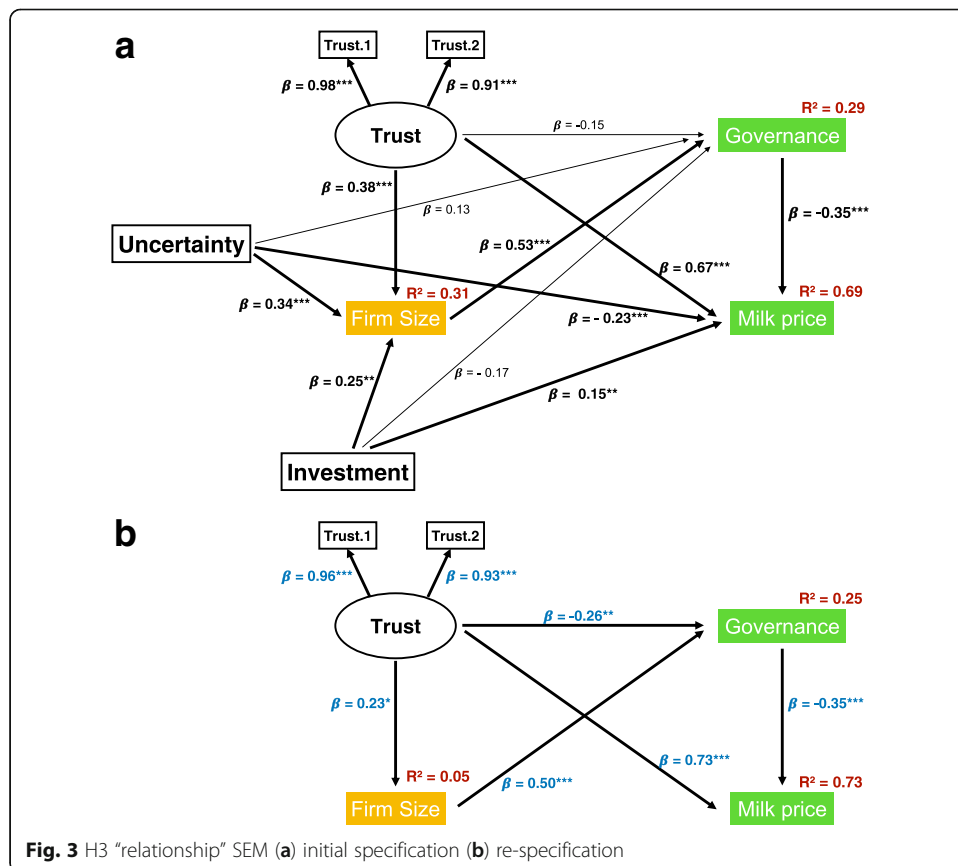 a
Trust.1
Trust.2
β = 0.98***
β = 0.91***
R² = 0.29
Trust
β = -0.15
Governance
β = 0.38***
β = 0.13
β = -0.35***
Uncertainty
β = 0.53***
β = 0.67***
β = 0.34***
R² = 0.31
R² = 0.69
Firm Size
β = - 0.23***
Milk price
β = 0.25**
β = - 0.17
β = 0.15**
Investment
b
Trust.1
Trust.2
β = 0.96***
β = 0.93***
R² = 0.25
Trust
β = -0.26**
Governance
β = 0.23*
β = -0.35***
β = 0.73***
R² = 0.05
β = 0.50***
R² = 0.73
Firm Size
Milk price
Fig. 3 H3 “relationship” SEM (a) initial specification (b) re-specification